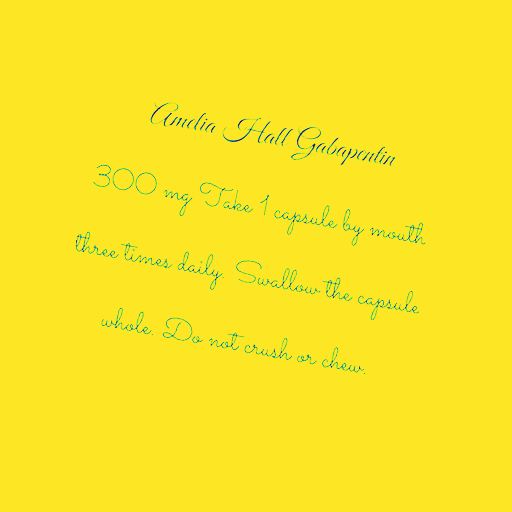 Amelia Hall Gabapentin
300 mg Take 1 capsule by mouth
three times daily. Swallow the capsule
whole. Do not crush or chew.